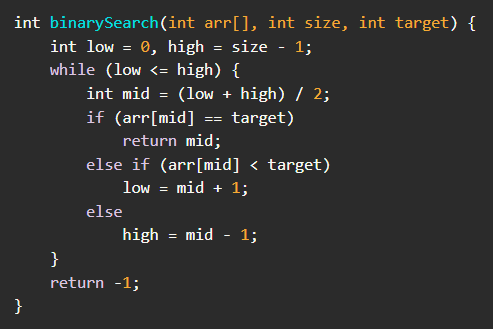 int binarySearch(int arr[], int size, int target) {
    int low = 0, high = size - 1;
    while (low <= high) {
        int mid = (low + high) / 2;
        if (arr[mid] == target)
            return mid;
        else if (arr[mid] < target)
            low = mid + 1;
        else
            high = mid - 1;
    }
    return -1;
}